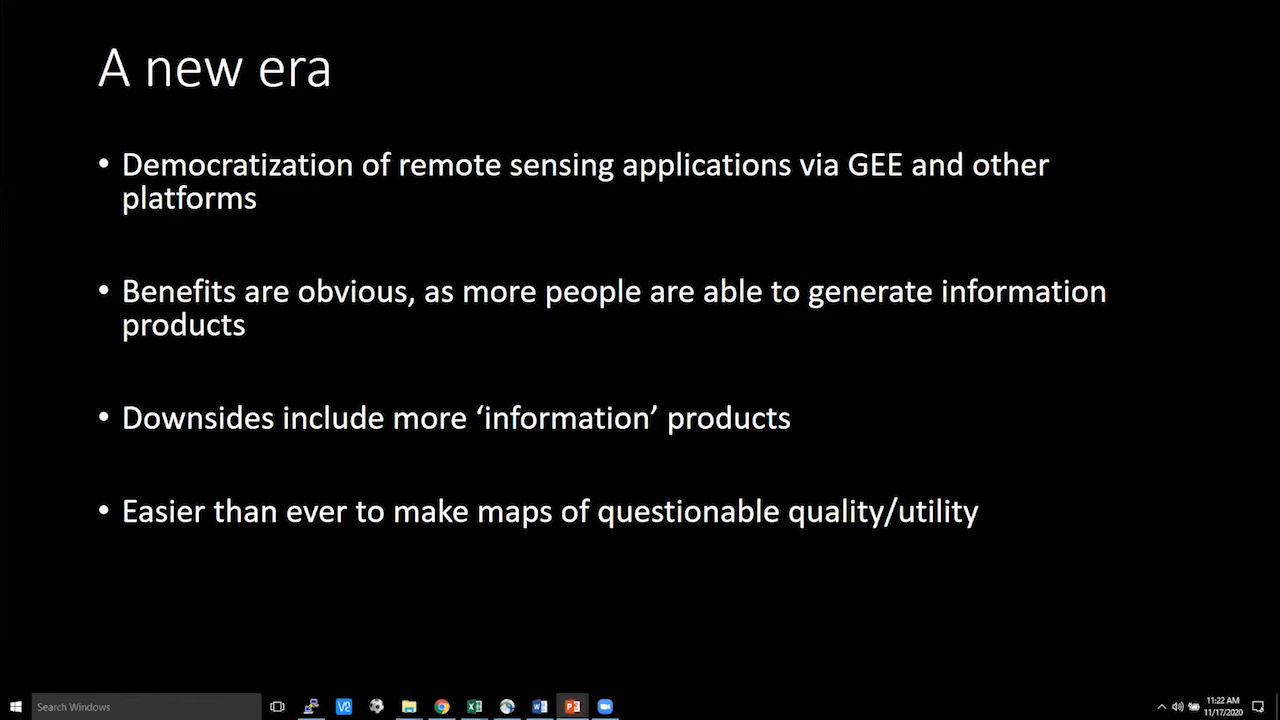 A new era
• Democratization of remote sensing applications via GEE and other
platforms
• Benefits are obvious, as more people are able to generate information
products
• Downsides include more ‘information’ products
• Easier than ever to make maps of questionable quality/utility
Search Windows
11:22 AM
11/17/2020